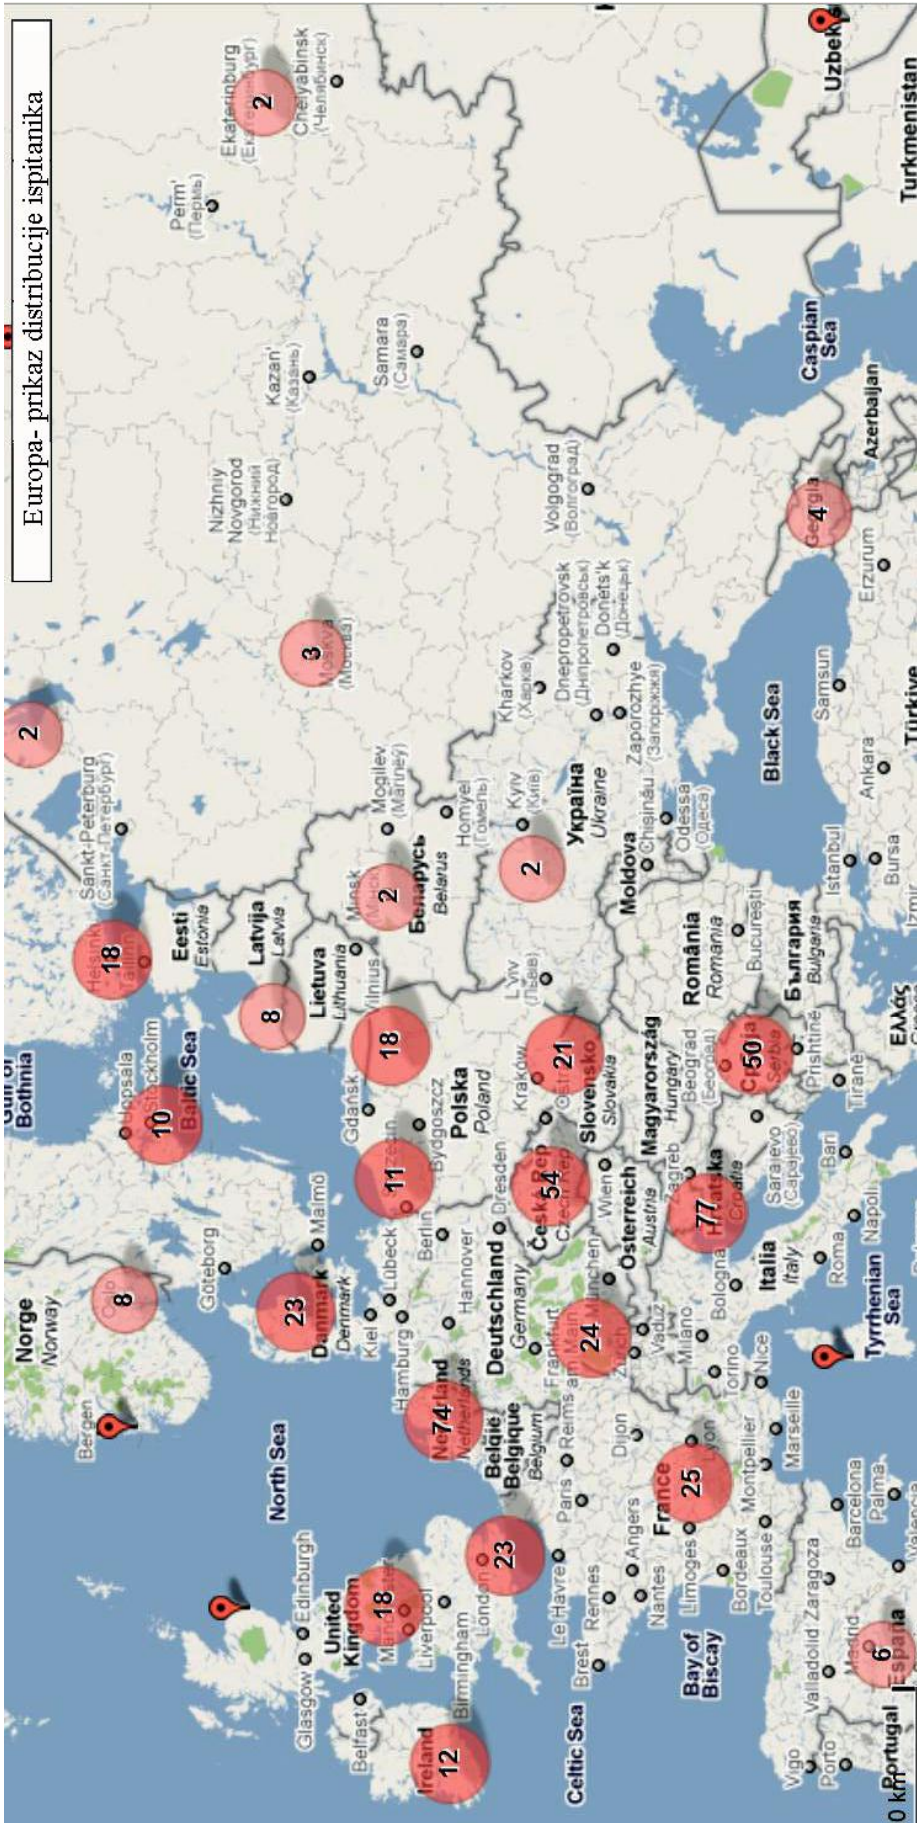 Europa- prikaz distribucije ispitanika
Gulf of
Bothnia
Norge
Norway
Bergen
8
Oslo
Uppsala
Stockholm
10
Baltic Sea
Helsinki
Tallinn
18
Sankt-Peterburg
(Санкт-Петербург)
2
Eesti
Estonia
Latvija
Latvia
8
Lietuva
Lithuania
Vilnius
Perm'
(Пермь)
Ekaterinburg
2
Chelyabinsk
(Челябинск)
Nizhniy
Novgorod
(Нижний
Новгород)
Kazan'
(Казань)
Samara
(Самара)
3
Moskva
(Москва)
Göteborg
23
Danmark
Denmark
Malmö
North Sea
Glasgow
Edinburgh
United
Kingdom
18
Belfast
Liverpool
Birmingham
London
23
Ireland
12
Kiel
Lübeck
Hamburg
11
Berlin
Hannover
Gdańsk
18
Bydgoszcz
Polska
Poland
Minsk
2
Mogilev
Беларусь
Belarus
Homyel
(Гомель)
74
Netherlands
België
Belgique
Belgium
Deutschland
Germany
Dresden
Frankfurt
am Main
54
Kraków
21
Slovensko
Slovakia
L'viv
(Львів)
Kyiv
(Київ)
2
Україна
Ukraine
Kharkov
(Харків)
Dnepropetrovsk
(Дніпропетровськ)
Donets'k
(Донецьк)
Zaporozhye
(Запоріжжя)
Volgograd
(Волгоград)
Celtic Sea
Le Havre
Paris
Reims
Brest
Rennes
Angers
Nantes
Dijon
24
München
Zürich
Vaduz
Wien
Österreich
Austria
Magyarország
Hungary
Moldova
Chișinău
Odessa
(Одеса)
Bay of
Biscay
France
Limoges
25
Lyon
Bordeaux
Toulouse
Montpellier
Marseille
Milano
Torino
Nice
Bologna
Italia
Italy
Zagreb
77
Hrvatska
Croatia
Sarajevo
(Сарајево)
Beograd
(Београд)
50
Serbia
România
Romania
București
България
Bulgaria
Prishtinë
Tiranë
Bari
Roma
Napoli
Tyrrhenian
Sea
Black Sea
Georgia
4
Azerbaijan
Caspian
Sea
Uzbek
Turkmenistan
Vigo
Porto
Portugal
Valladolid
Zaragoza
Madrid
6
España
Barcelona
Palma
Valencia
Ελλάς
Istanbul
Bursa
Izmir
Ankara
Samsun
Erzurum
Türkiye
0 km